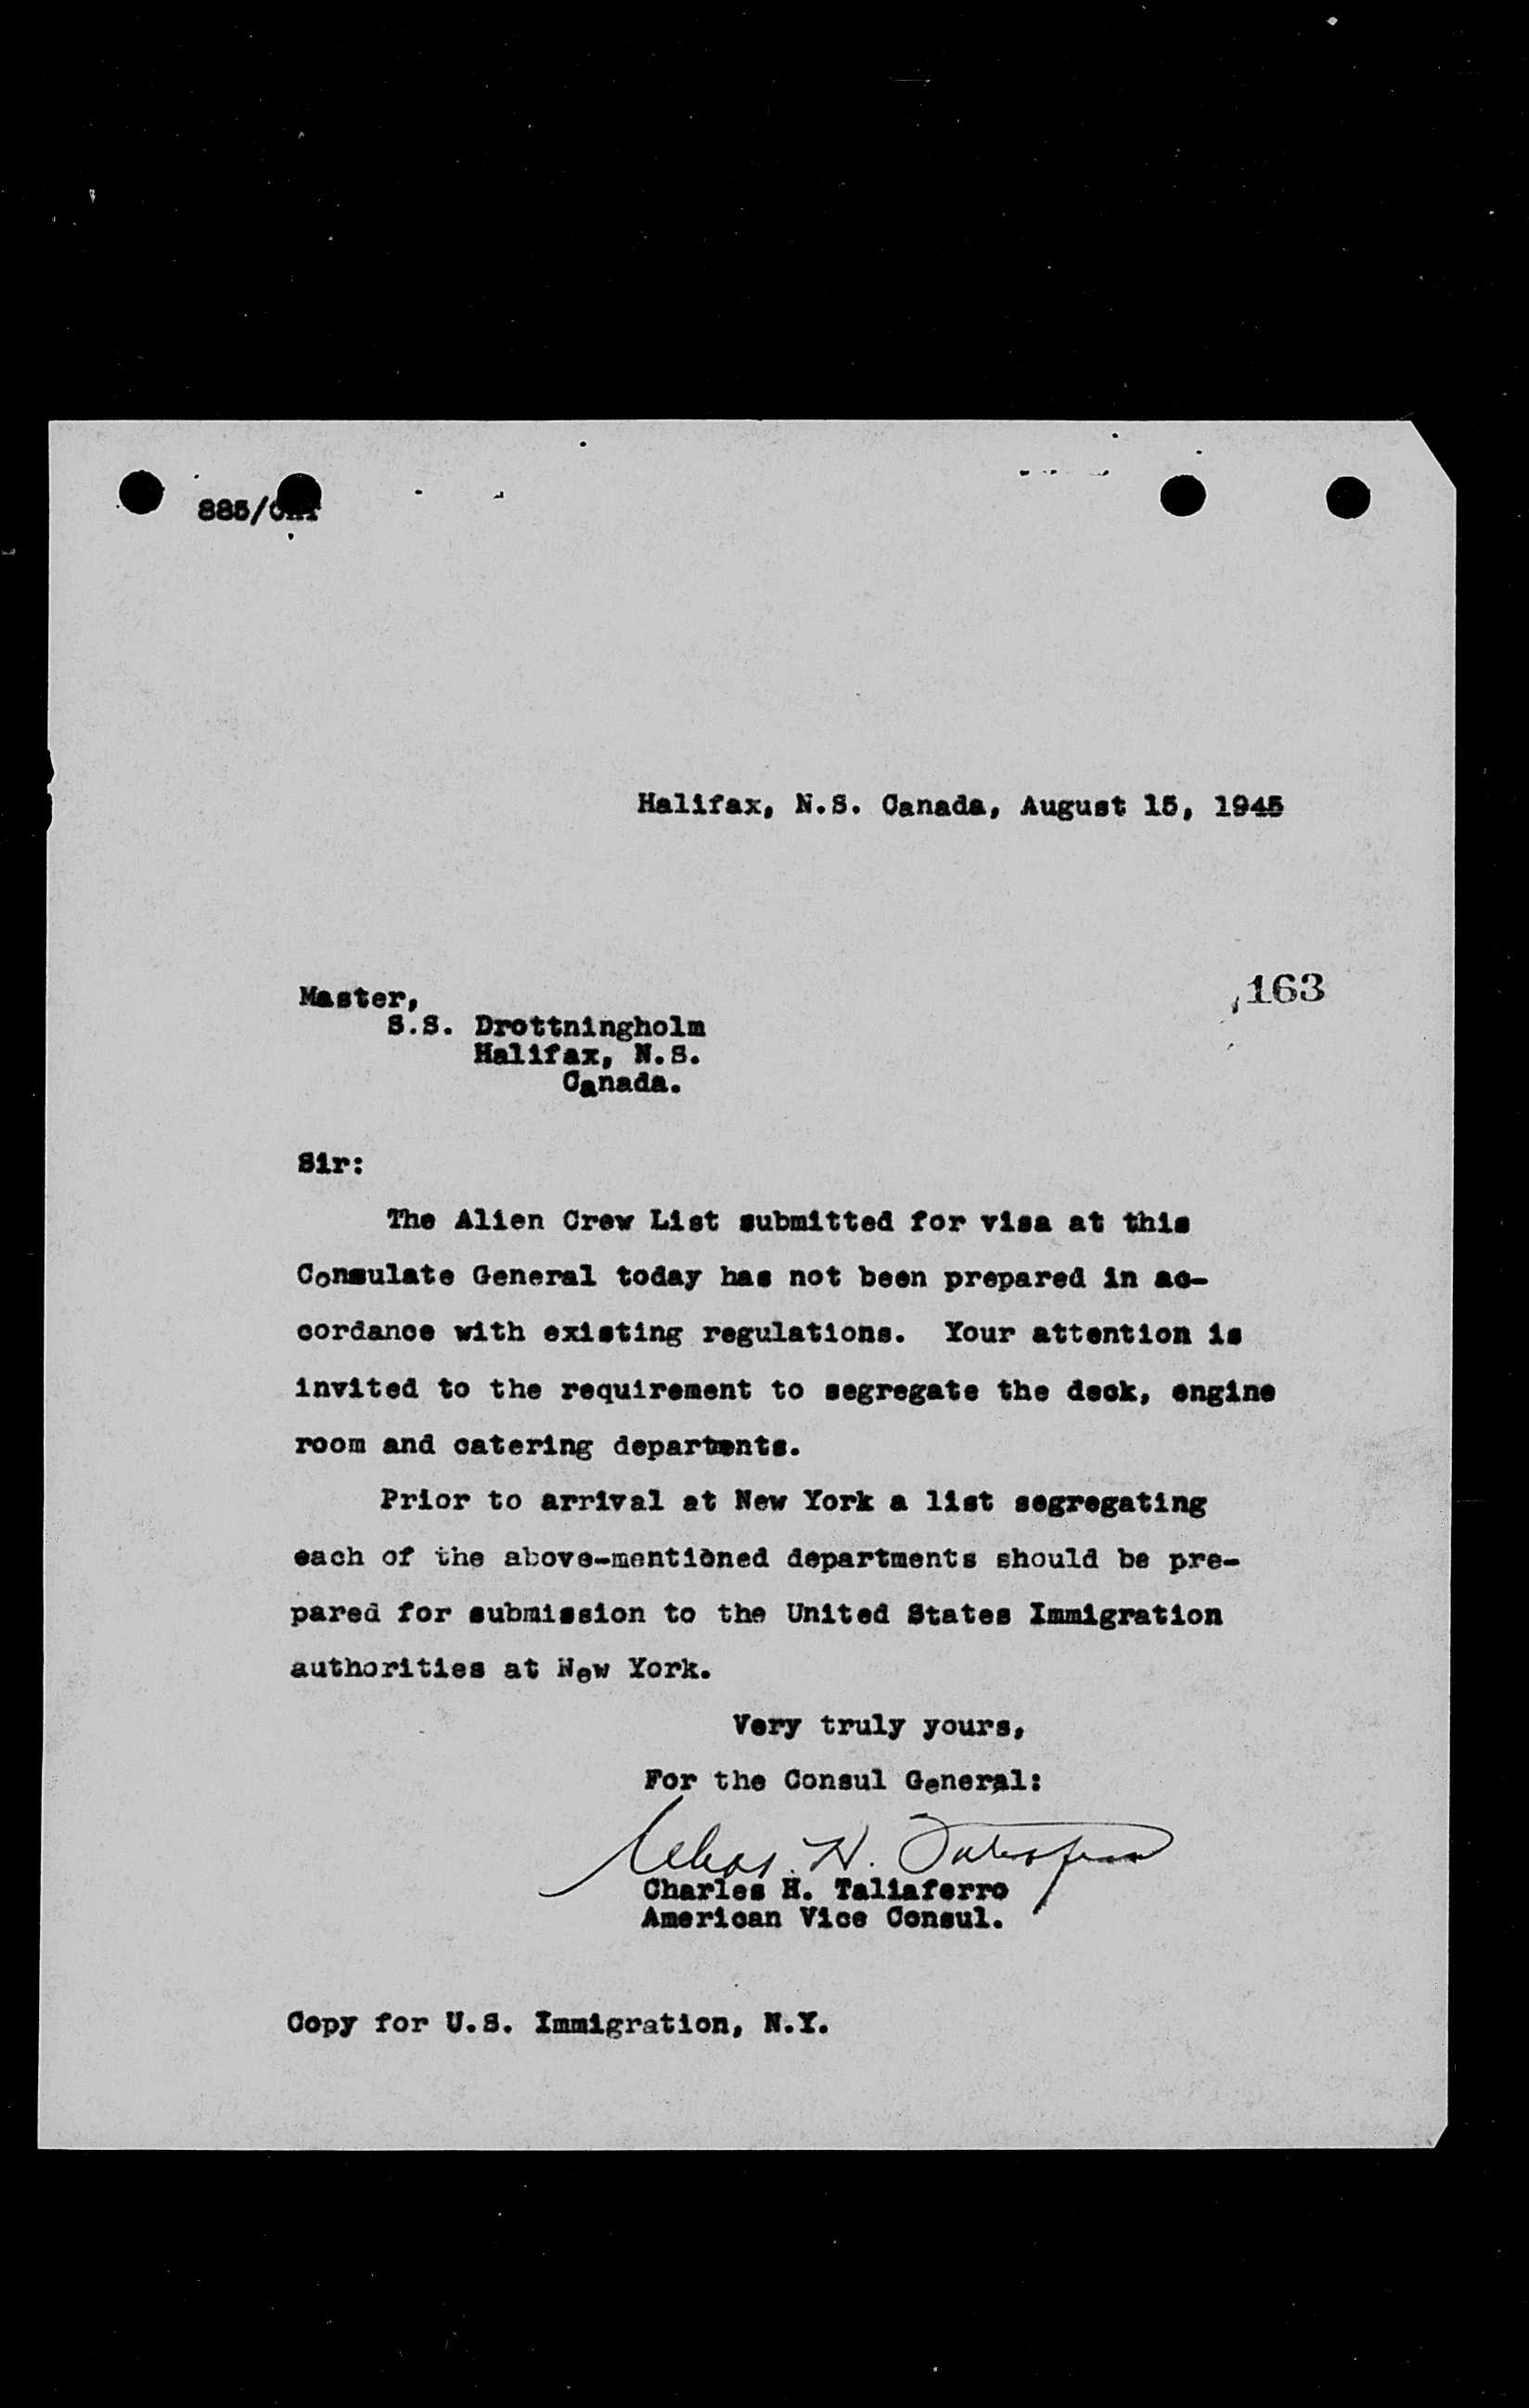 885/
Halifax, N.S. Canada, August 15, 1945
163
Master,
S.S. Drottningholm
Halifax, N.S.
Canada.
Sir:
The Alien Crew List submitted for visa at this
Consulate General today has not been prepared in ac-
cordance with existing regulations. Your attention is
invited to the requirement to segregate the deck, engine
room and catering departments.
Prior to arrival at New York a list segregating
each of the above-mentioned departments should be pre-
pared for submission to the United States Immigration
authorities at New York.
Very truly yours,
For the Consul General:
Chas. H. Taliaferro
Charles H. Taliaferro
American Vice Consul.
Copy for U.S. Immigration, N.Y.